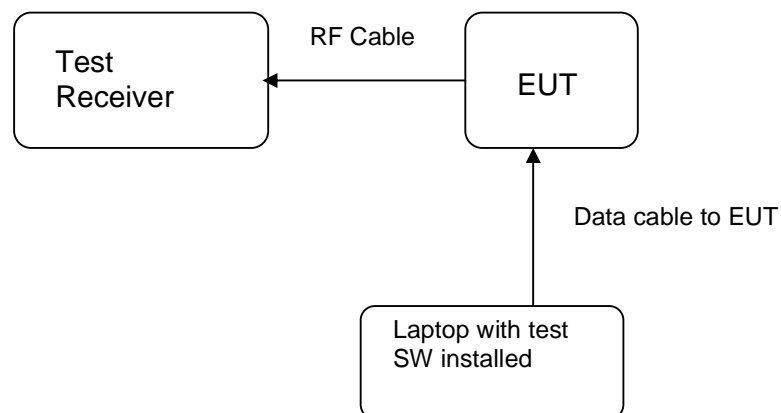 RF Cable
Test
Receiver
EUT
Data cable to EUT
Laptop with test
SW installed